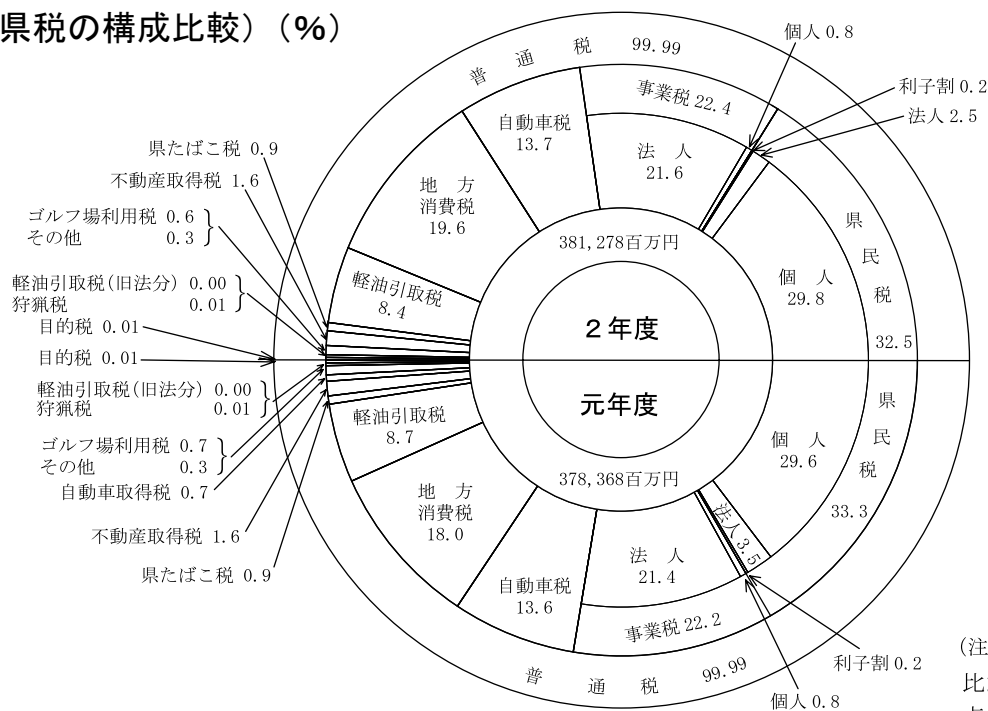 県税の構成比較）（％）
普　通　税　99.99
個人 0.8
利子割 0.2
法人 2.5
事業税 22.4
法　人
21.6
自動車税
13.7
県たばこ税 0.9
不動産取得税 1.6
地　方
消費税
19.6
ゴルフ場利用税 0.6
その他 0.3
軽油引取税(旧法分) 0.00
狩猟税 0.01
目的税 0.01
軽油引取税
8.4
381,278百万円
個　人
29.8
県民税
32.5
２年度
元年度
目的税 0.01
軽油引取税(旧法分) 0.00
狩猟税 0.01
ゴルフ場利用税 0.7
その他 0.3
自動車取得税 0.7
不動産取得税 1.6
県たばこ税 0.9
軽油引取税
8.7
地　方
消費税
18.0
378,368百万円
個　人
29.6
県民税
33.3
法人3.5
法　人
21.4
自動車税
13.6
事業税 22.2
利子割 0.2
個人 0.8
普　通　税　99.99
（注
比